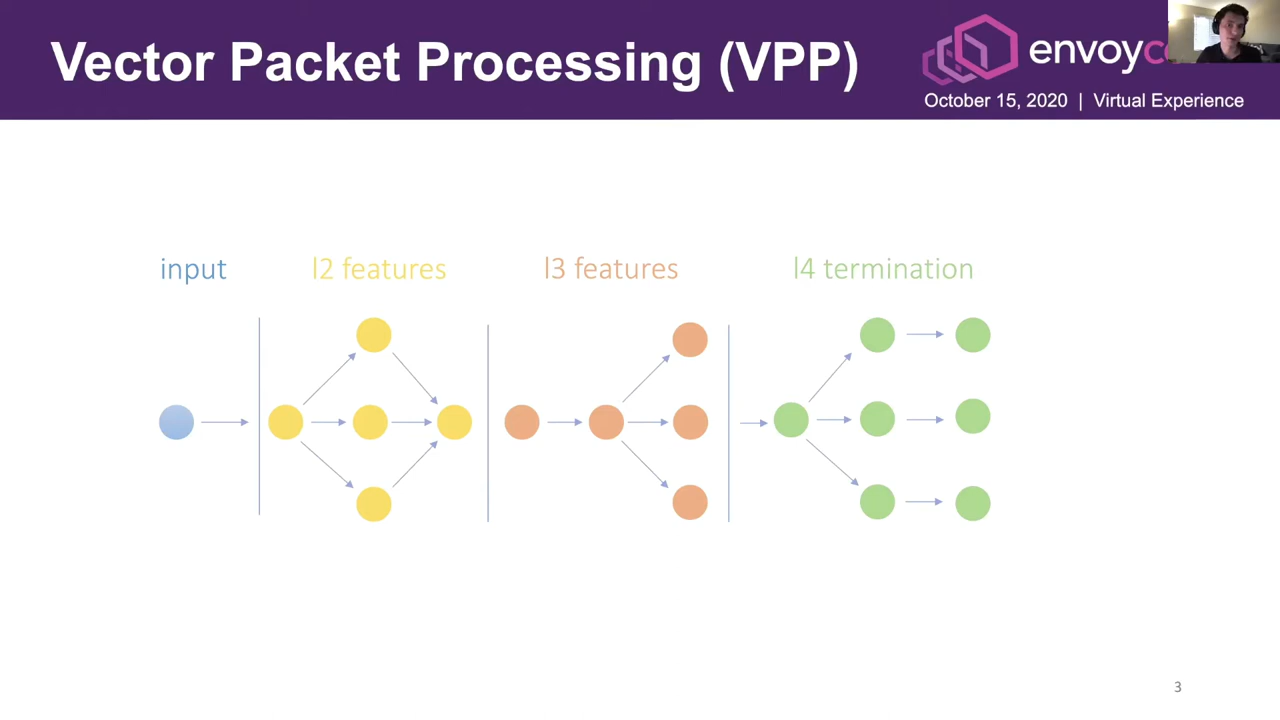 Vector Packet Processing (VPP)
envoyc
October 15, 2020 | Virtual Experience
input
l2 features
l3 features
l4 termination
3